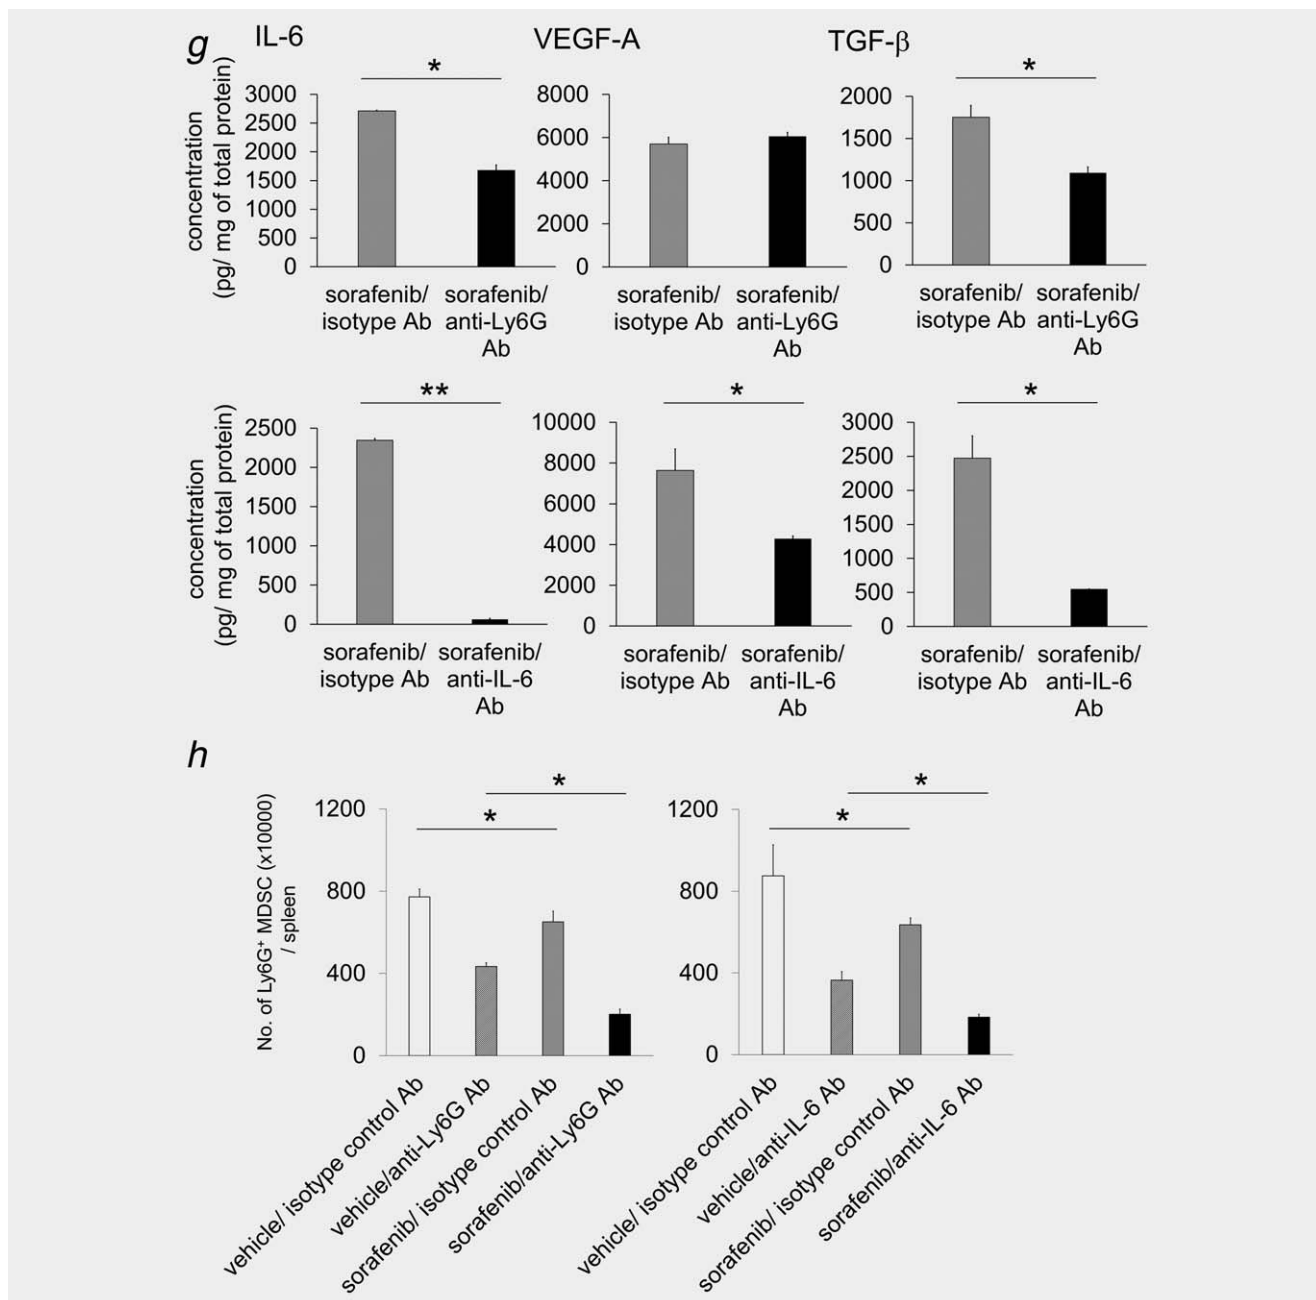 g
IL-6
VEGF-A
TGF-β
*
*
concentration
(pg/ mg of total protein)
3000
2500
2000
1500
1000
500
0
sorafenib/
isotype Ab
sorafenib/
anti-Ly6G
Ab
8000
6000
4000
2000
0
sorafenib/
isotype Ab
sorafenib/
anti-Ly6G
Ab
2000
1500
1000
500
0
sorafenib/
isotype Ab
sorafenib/
anti-Ly6G
Ab
**
*
*
concentration
(pg/ mg of total protein)
2500
2000
1500
1000
500
0
sorafenib/
isotype Ab
sorafenib/
anti-IL-6
Ab
10000
8000
6000
4000
2000
0
sorafenib/
isotype Ab
sorafenib/
anti-IL-6
Ab
3000
2500
2000
1500
1000
500
0
sorafenib/
isotype Ab
sorafenib/
anti-IL-6
Ab
h
*
*
No. of Ly6G⁺ MDSC (x10000)
/ spleen
1200
800
400
0
vehicle/ isotype control Ab
vehicle/anti-Ly6G Ab
sorafenib/ isotype control Ab
sorafenib/anti-Ly6G Ab
*
*
1200
800
400
0
vehicle/ isotype control Ab
vehicle/anti-IL-6 Ab
sorafenib/ isotype control Ab
sorafenib/anti-IL-6 Ab